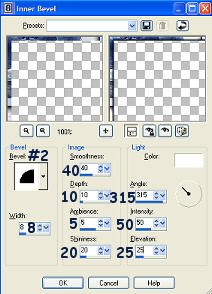 Inner Bevel
Presets:
100%
Bevel
Bevel: #2
Width:
8 8
Image
Smoothness:
40 40
Depth:
10 10
Ambience:
5 5
Shininess:
20 20
Light
Color:
Angle:
315 315
Intensity:
50 50
Elevation:
25 25
OK
Cancel
Help